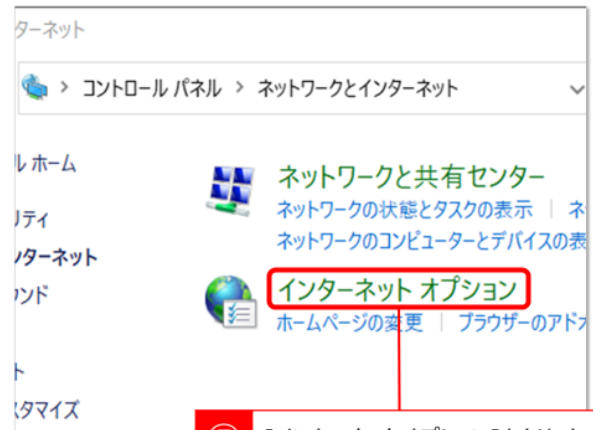 ターネット
> コントロール パネル > ネットワークとインターネット
ル ホーム
リティ
ンターネット
ウンド
ト
スタマイズ
ネットワークと共有センター
ネットワークの状態とタスクの表示 | ネ
ネットワークのコンピューターとデバイスの表
インターネット オプション
ホームページの変更 | ブラウザーのアドオ